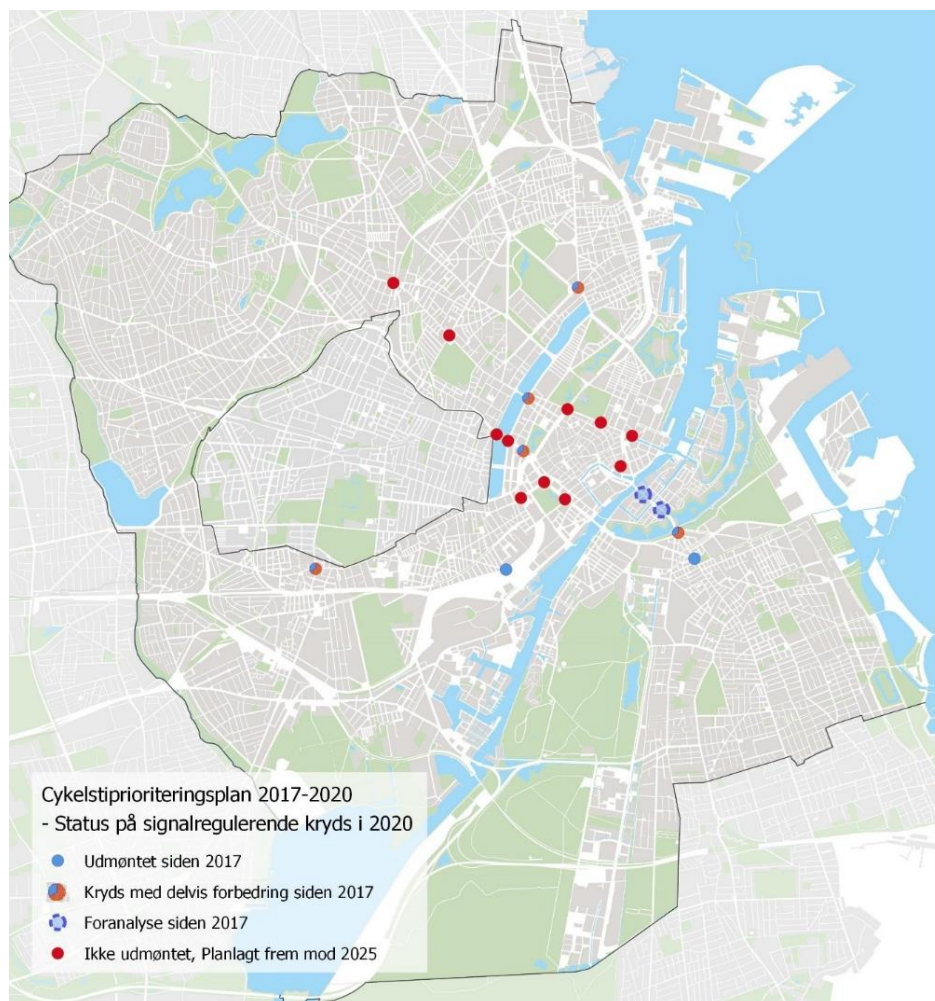 Cykelstiprioriteringsplan 2017-2020
- Status på signalregulerende kryds i 2020
Udmøntet siden 2017
Kryds med delvis forbedring siden 2017
Foranalyse siden 2017
Ikke udmøntet, Planlagt frem mod 2025